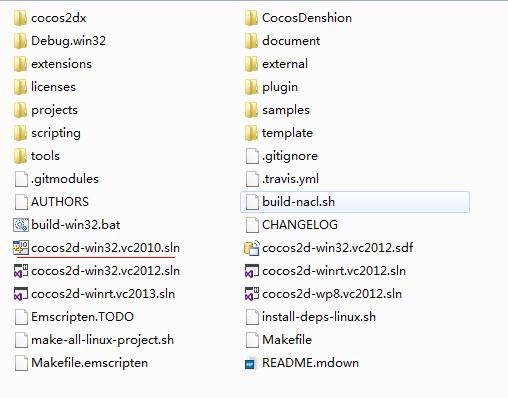 cocos2dx
CocosDenshion
Debug.win32
document
extensions
external
licenses
plugin
projects
samples
scripting
template
tools
.gitignore
.gitmodules
.travis.yml
AUTHORS
build-nacl.sh
build-win32.bat
CHANGELOG
cocos2d-win32.vc2010.sln
cocos2d-win32.vc2012.sdf
cocos2d-win32.vc2012.sln
cocos2d-winrt.vc2012.sln
cocos2d-winrt.vc2013.sln
cocos2d-wp8.vc2012.sln
Emscripten.TODO
install-deps-linux.sh
make-all-linux-project.sh
Makefile
Makefile.emscripten
README.mdown